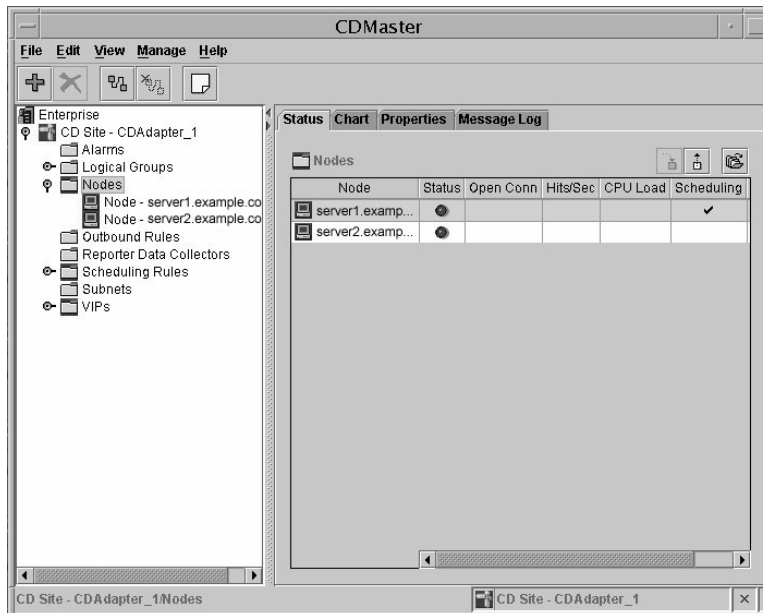 CDMaster
File Edit View Manage Help
Enterprise
CD Site - CDAdapter_1
Alarms
Logical Groups
Nodes
Node - server1.example.co
Node - server2.example.co
Outbound Rules
Reporter Data Collectors
Scheduling Rules
Subnets
VIPs
Status Chart Properties Message Log
Nodes
Node Status Open Conn Hits/Sec CPU Load Scheduling
server1.examp...
server2.examp...
CD Site - CDAdapter_1/Nodes
CD Site - CDAdapter_1